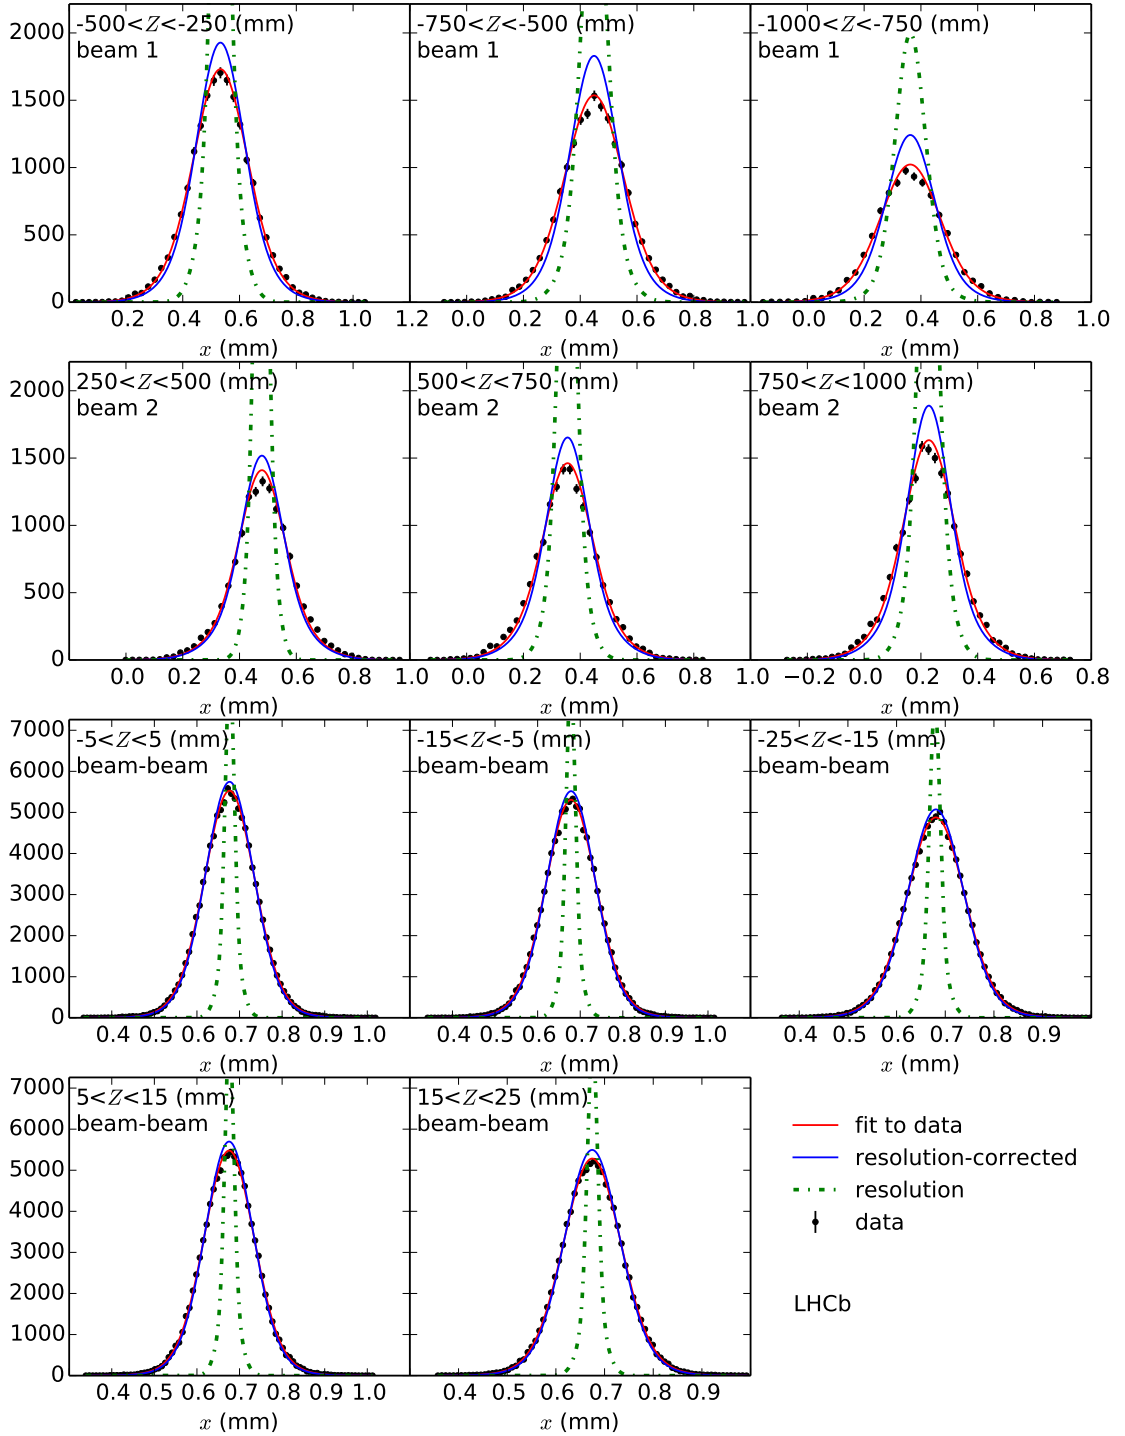 -500<Z<-250 (mm)
beam 1
-750<Z<-500 (mm)
beam 1
-1000<Z<-750 (mm)
beam 1
2000
1500
1000
500
0
0.2 0.4 0.6 0.8 1.0 1.2
0.0 0.2 0.4 0.6 0.8 1.0
0.0 0.2 0.4 0.6 0.8 1.0
x (mm)
x (mm)
x (mm)
250<Z<500 (mm)
beam 2
500<Z<750 (mm)
beam 2
750<Z<1000 (mm)
beam 2
2000
1500
1000
500
0
0.0 0.2 0.4 0.6 0.8 1.0
0.0 0.2 0.4 0.6 0.8 1.0
−0.2 0.0 0.2 0.4 0.6 0.8
x (mm)
x (mm)
x (mm)
-5<Z<5 (mm)
beam-beam
-15<Z<-5 (mm)
beam-beam
-25<Z<-15 (mm)
beam-beam
7000
6000
5000
4000
3000
2000
1000
0
0.4 0.5 0.6 0.7 0.8 0.9 1.0
0.4 0.5 0.6 0.7 0.8 0.9 1.0
0.4 0.5 0.6 0.7 0.8 0.9
x (mm)
x (mm)
x (mm)
5<Z<15 (mm)
beam-beam
15<Z<25 (mm)
beam-beam
7000
6000
5000
4000
3000
2000
1000
0
0.4 0.5 0.6 0.7 0.8 0.9 1.0
0.4 0.5 0.6 0.7 0.8 0.9
x (mm)
x (mm)
fit to data
resolution-corrected
resolution
data
LHCb